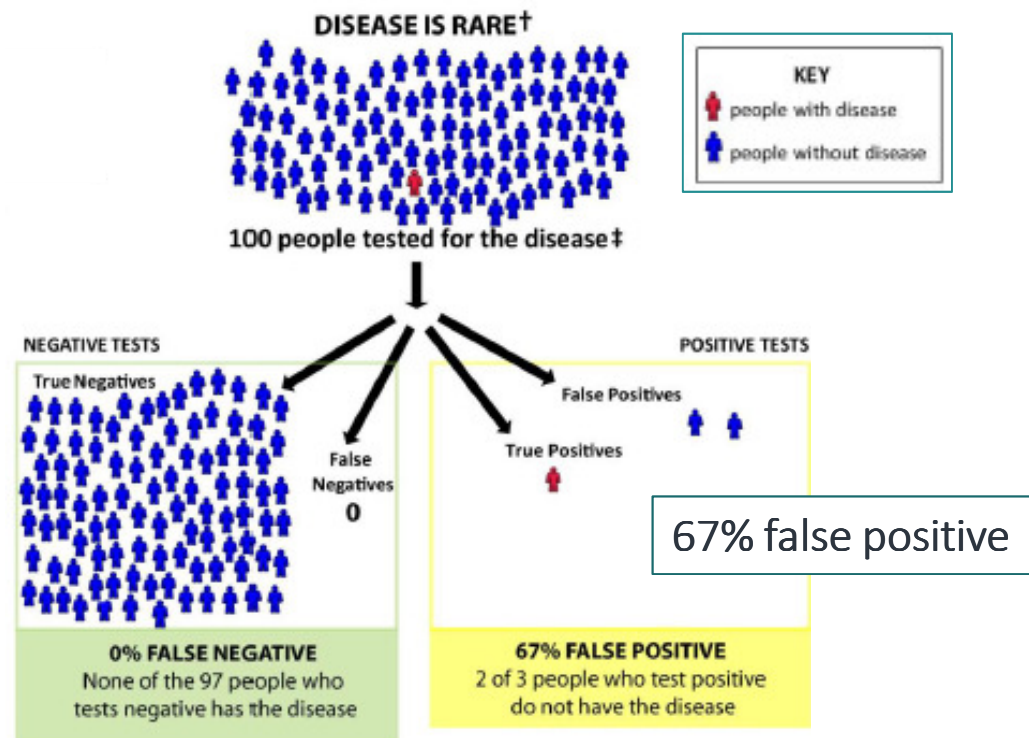 DISEASE IS RARE†
KEY
people with disease
people without disease
100 people tested for the disease‡
NEGATIVE TESTS
POSITIVE TESTS
True Negatives
False Positives
True Positives
False
Negatives
0
67% false positive
0% FALSE NEGATIVE
None of the 97 people who
tests negative has the disease
67% FALSE POSITIVE
2 of 3 people who test positive
do not have the disease